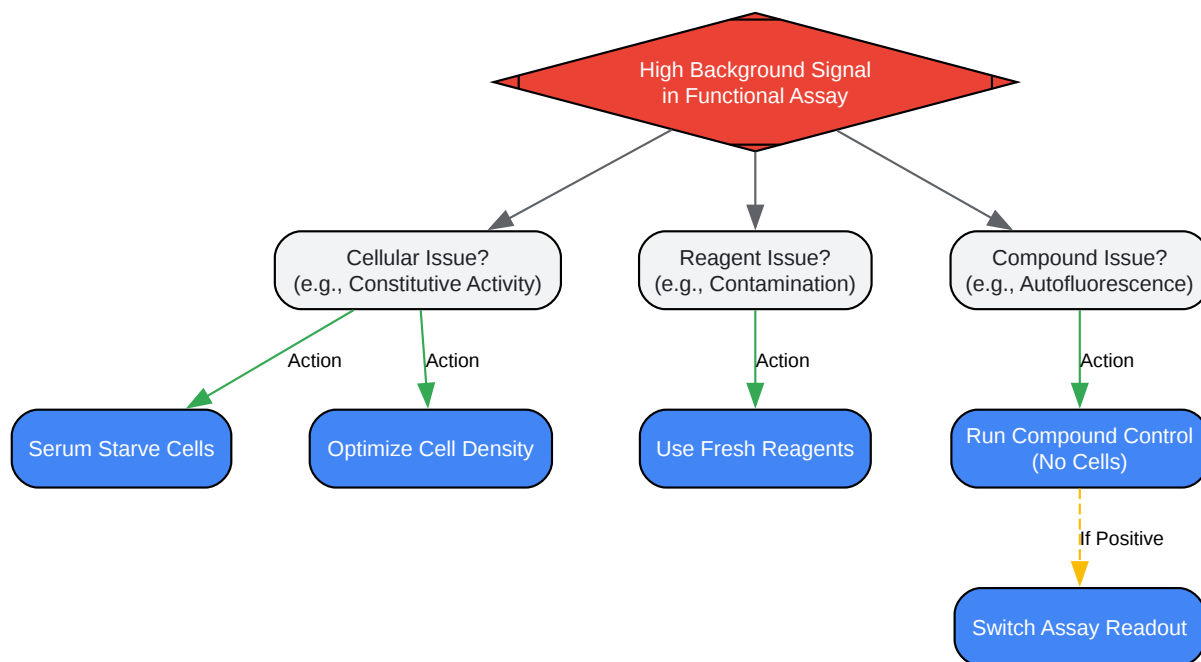 High Background Signal
in Functional Assay
Cellular Issue?
(e.g., Constitutive Activity)
Reagent Issue?
(e.g., Contamination)
Compound Issue?
(e.g., Autofluorescence)
Action
Action
Action
Action
Serum Starve Cells
Optimize Cell Density
Use Fresh Reagents
Run Compound Control
(No Cells)
If Positive
Switch Assay Readout